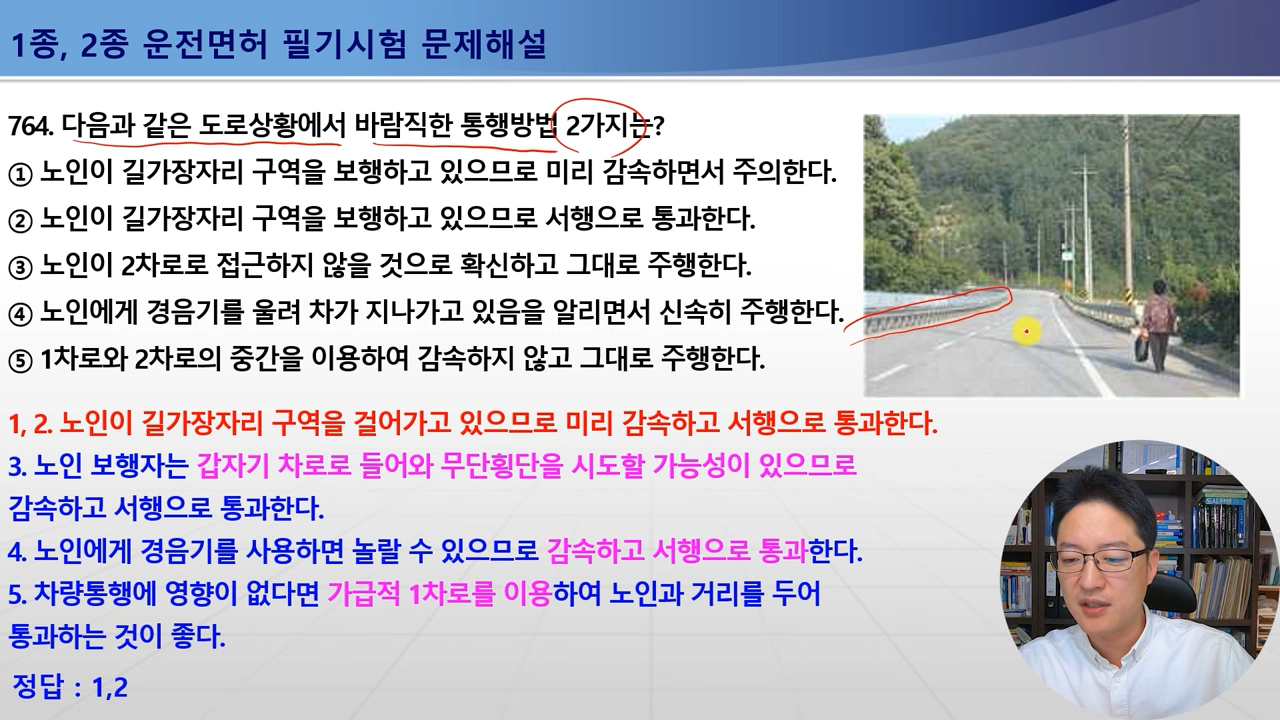 1종, 2종 운전면허 필기시험 문제해설
764. 다음과 같은 도로상황에서 바람직한 통행방법 2가지는?
① 노인이 길가장자리 구역을 보행하고 있으므로 미리 감속하면서 주의한다.
② 노인이 길가장자리 구역을 보행하고 있으므로 서행으로 통과한다.
③ 노인이 2차로로 접근하지 않을 것으로 확신하고 그대로 주행한다.
④ 노인에게 경음기를 울려 차가 지나가고 있음을 알리면서 신속히 주행한다.
⑤ 1차로와 2차로의 중간을 이용하여 감속하지 않고 그대로 주행한다.
1, 2. 노인이 길가장자리 구역을 걸어가고 있으므로 미리 감속하고 서행으로 통과한다.
3. 노인 보행자는 갑자기 차로로 들어와 무단횡단을 시도할 가능성이 있으므로
감속하고 서행으로 통과한다.
4. 노인에게 경음기를 사용하면 놀랄 수 있으므로 감속하고 서행으로 통과한다.
5. 차량통행에 영향이 없다면 가급적 1차로를 이용하여 노인과 거리를 두어
통과하는 것이 좋다.
정답 : 1,2